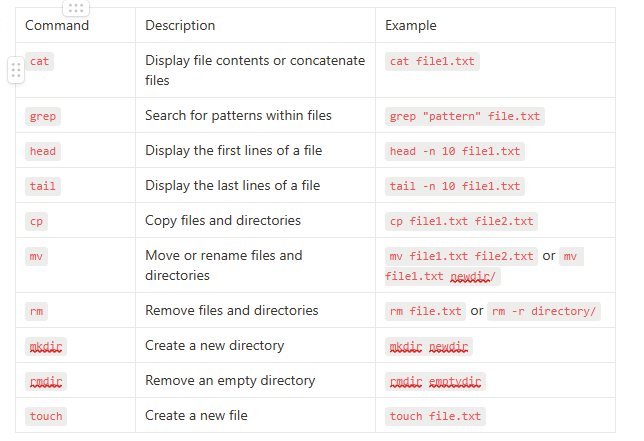 Command Description Example
cat Display file contents or concatenate cat file1.txt
files
grep Search for patterns within files grep "pattern" file.txt
head Display the first lines of a file head -n 10 file1.txt
tail Display the last lines of a file tail -n 10 file1.txt
cp Copy files and directories cp file1.txt file2.txt
mv Move or rename files and mv file1.txt file2.txt or mv
directories file1.txt newdir/
rm Remove files and directories rm file.txt or rm -r directory/
mkdir Create a new directory mkdir newdir
rmdir Remove an empty directory rmdir emptydir
touch Create a new file touch file.txt